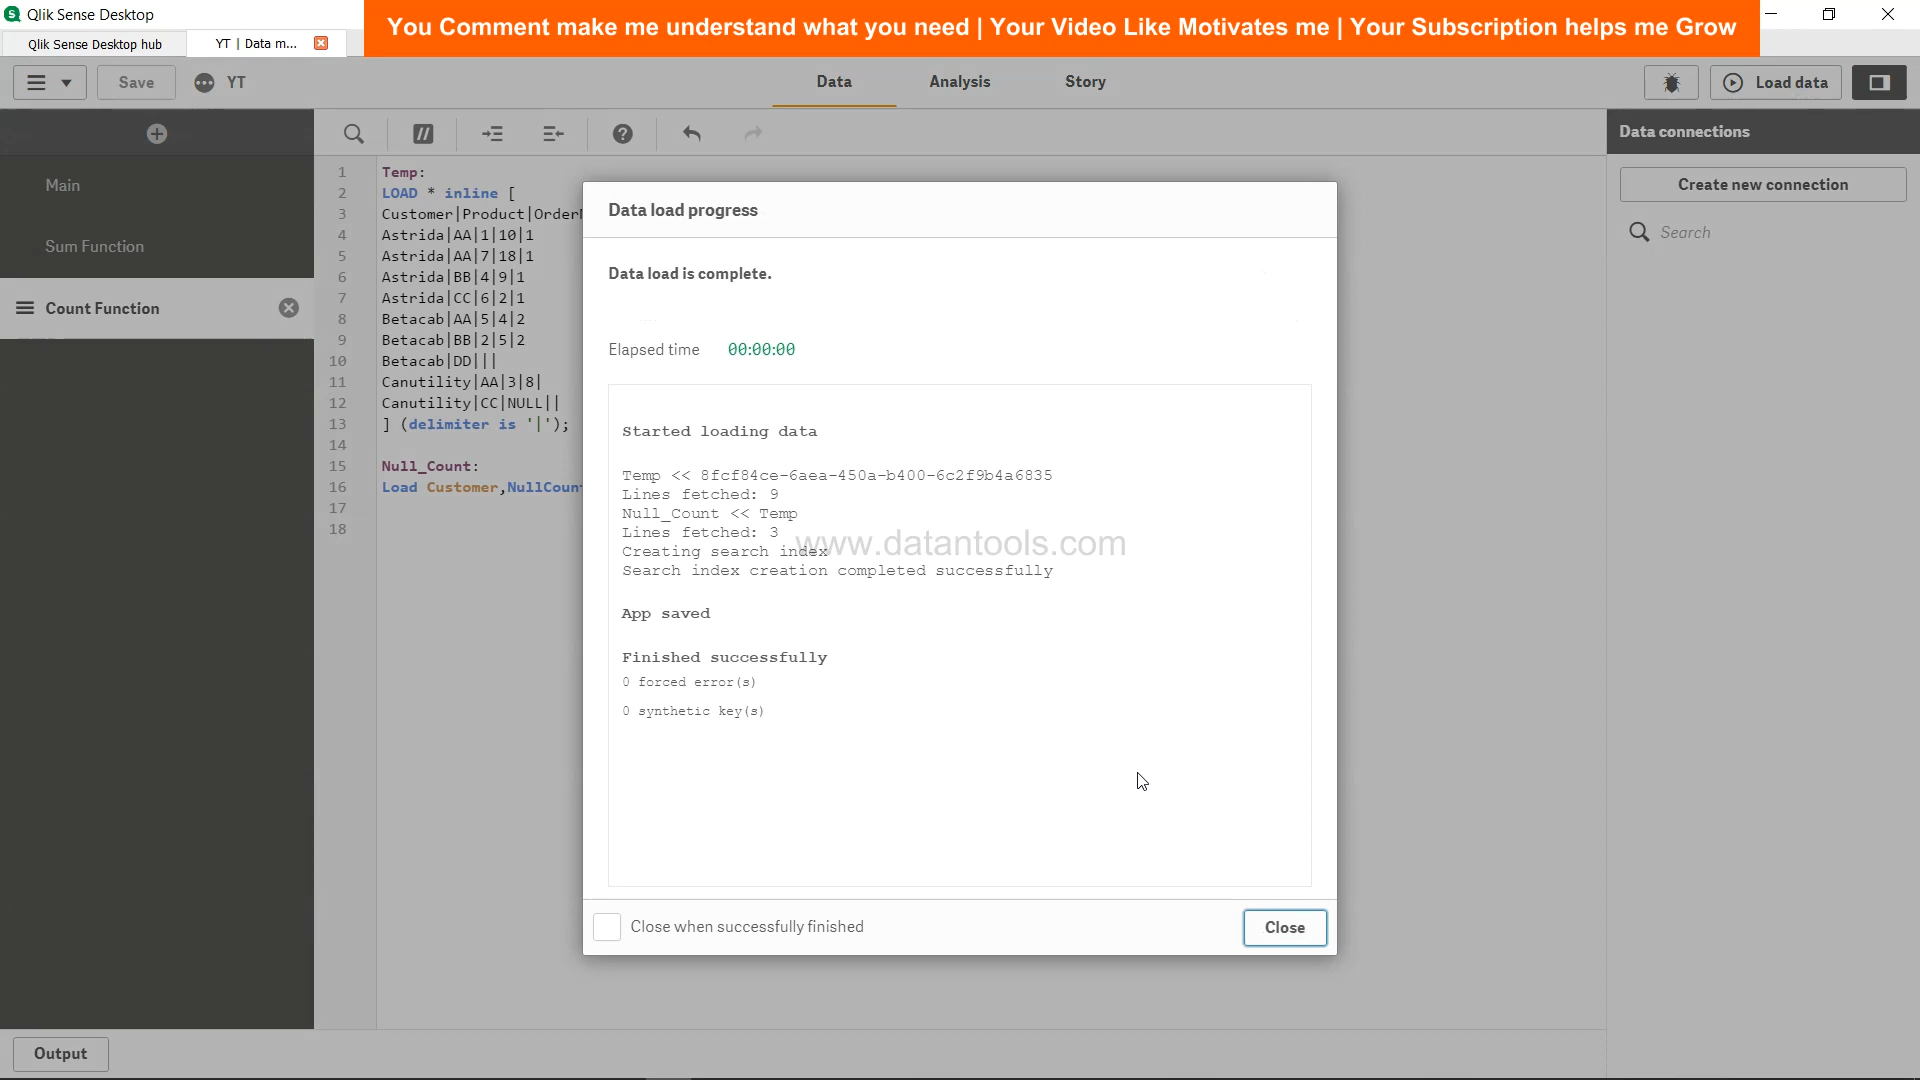 Qlik Sense Desktop
You Comment make me understand what you need | Your Video Like Motivates me | Your Subscription helps me Grow
Qlik Sense Desktop hub
YT | Data m...
Save
YT
Data
Analysis
Story
Load data
Main
Sum Function
Count Function
1 Temp:
2 LOAD * inline [
3 Customer|Product|Order
4 Astrida|AA|1|10|1
5 Astrida|AA|7|18|1
6 Astrida|BB|4|9|1
7 Astrida|CC|6|2|1
8 Betacab|AA|5|4|2
9 Betacab|BB|2|5|2
10 Betacab|DD|||
11 Canutility|AA|3|8|
12 Canutility|CC|NULL||
13 ] (delimiter is '|');
14
15 Null_Count:
16 Load Customer,NullCoun
17
18
Data load progress
Data load is complete.
Elapsed time 00:00:00
Started loading data
Temp << 8fcf84ce-6aea-450a-b400-6c2f9b4a6835
Lines fetched: 9
Null_Count << Temp
Lines fetched: 3
Creating search index
Search index creation completed successfully
www.datantools.com
App saved
Finished successfully
0 forced error(s)
0 synthetic key(s)
Close when successfully finished
Close
Data connections
Create new connection
Search
Output